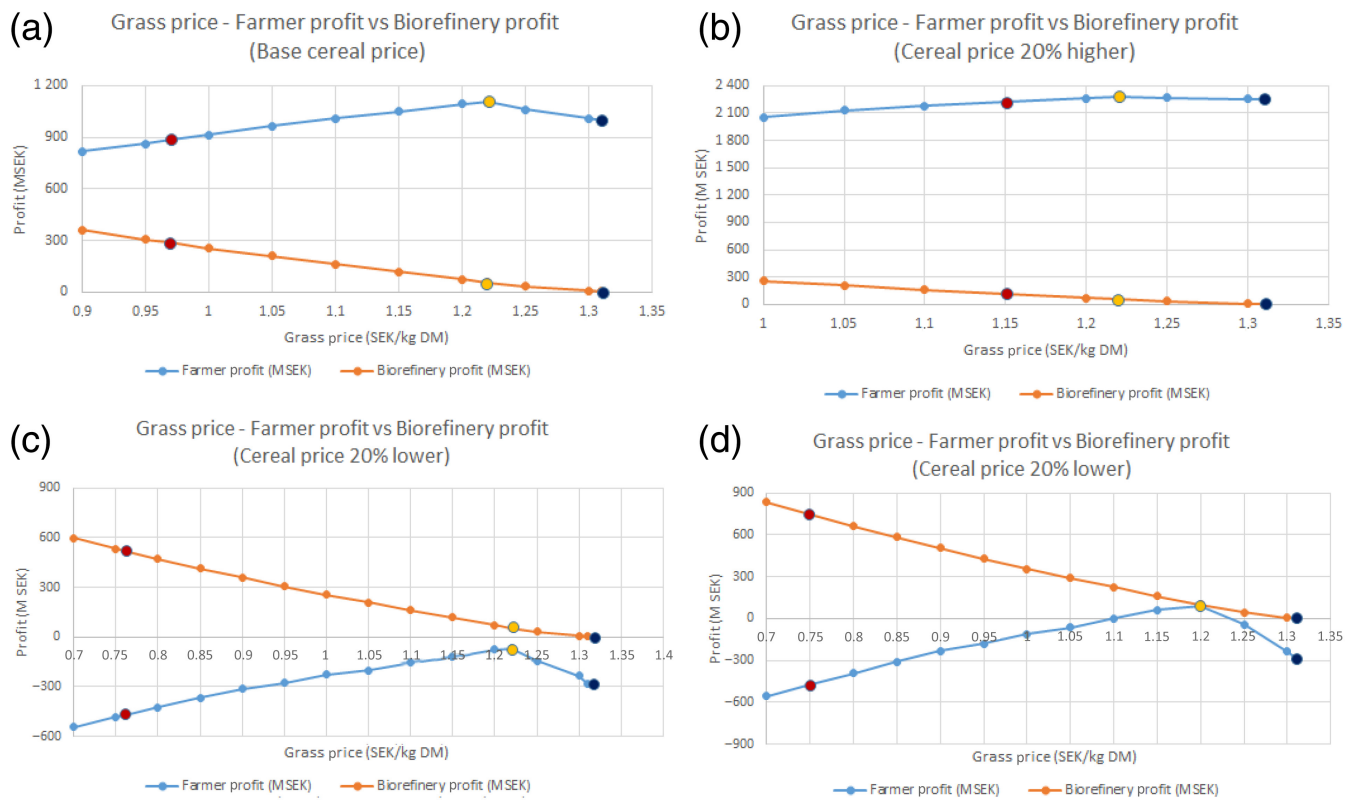 (a)
Grass price - Farmer profit vs Biorefinery profit
(Base cereal price)
Profit (MSEK)
1 200
900
600
300
0
0,9 0,95 1 1,05 1,1 1,15 1,2 1,25 1,3 1,35
Grass price (SEK/kg DM)
Farmer profit (MSEK) Biorefinery profit (MSEK)
(b)
Grass price - Farmer profit vs Biorefinery profit
(Cereal price 20% higher)
Profit (M SEK)
2 400
2 100
1 800
1 500
1 200
900
600
300
0
1 1,05 1,1 1,15 1,2 1,25 1,3 1,35
Grass price (SEK/kg DM)
Farmer profit (MSEK) Biorefinery profit (MSEK)
(c)
Grass price - Farmer profit vs Biorefinery profit
(Cereal price 20% lower)
Profit (M SEK)
900
600
300
0
−300
−600
0.7 0.75 0.8 0.85 0.9 0.95 1 1.05 1.1 1.15 1.2 1.25 1.3 1.35 1.4
Grass price (SEK/kg DM)
Farmer profit (MSEK) Biorefinery profit (MSEK)
(d)
Grass price - Farmer profit vs Biorefinery profit
(Cereal price 20% lower)
Profit (M SEK)
900
600
300
0
−300
−600
−900
0.7 0.75 0.8 0.85 0.9 0.95 1 1.05 1.1 1.15 1.2 1.25 1.3 1.35
Grass price (SEK/kg DM)
Farmer profit (MSEK) Biorefinery profit (MSEK)